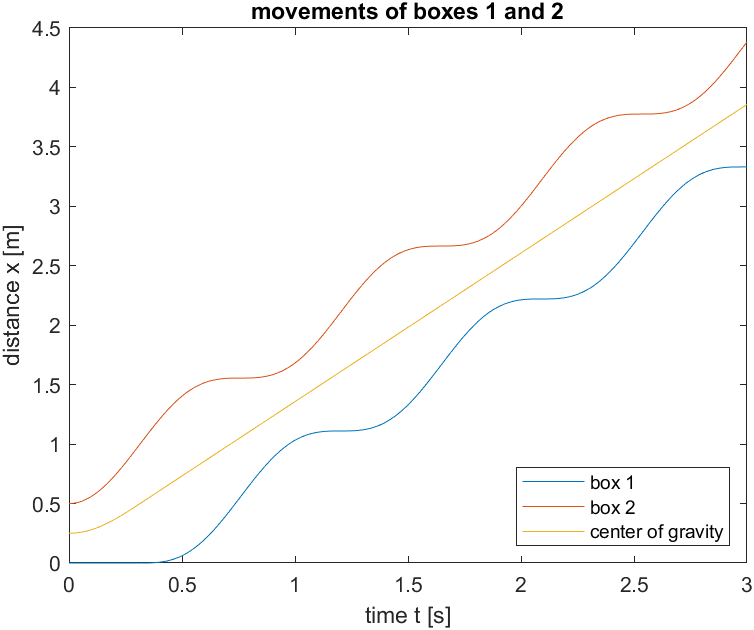 movements of boxes 1 and 2
4.5
4
3.5
3
2.5
2
1.5
1
0.5
0
distance x [m]
0
0.5
1
1.5
2
2.5
3
time t [s]
box 1
box 2
center of gravity